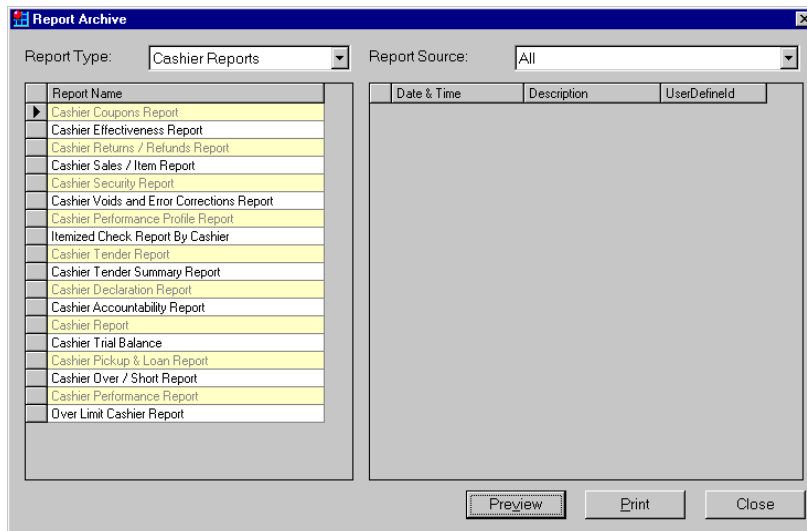 Report Archive
Report Type: Cashier Reports Report Source: All
Report Name Date & Time Description UserDefineId
Cashier Coupons Report
Cashier Effectiveness Report
Cashier Returns / Refunds Report
Cashier Sales / Item Report
Cashier Security Report
Cashier Voids and Error Corrections Report
Cashier Performance Profile Report
Itemized Check Report By Cashier
Cashier Tender Report
Cashier Tender Summary Report
Cashier Declaration Report
Cashier Accountability Report
Cashier Report
Cashier Trial Balance
Cashier Pickup & Loan Report
Cashier Over / Short Report
Cashier Performance Report
Over Limit Cashier Report
Preview Print Close